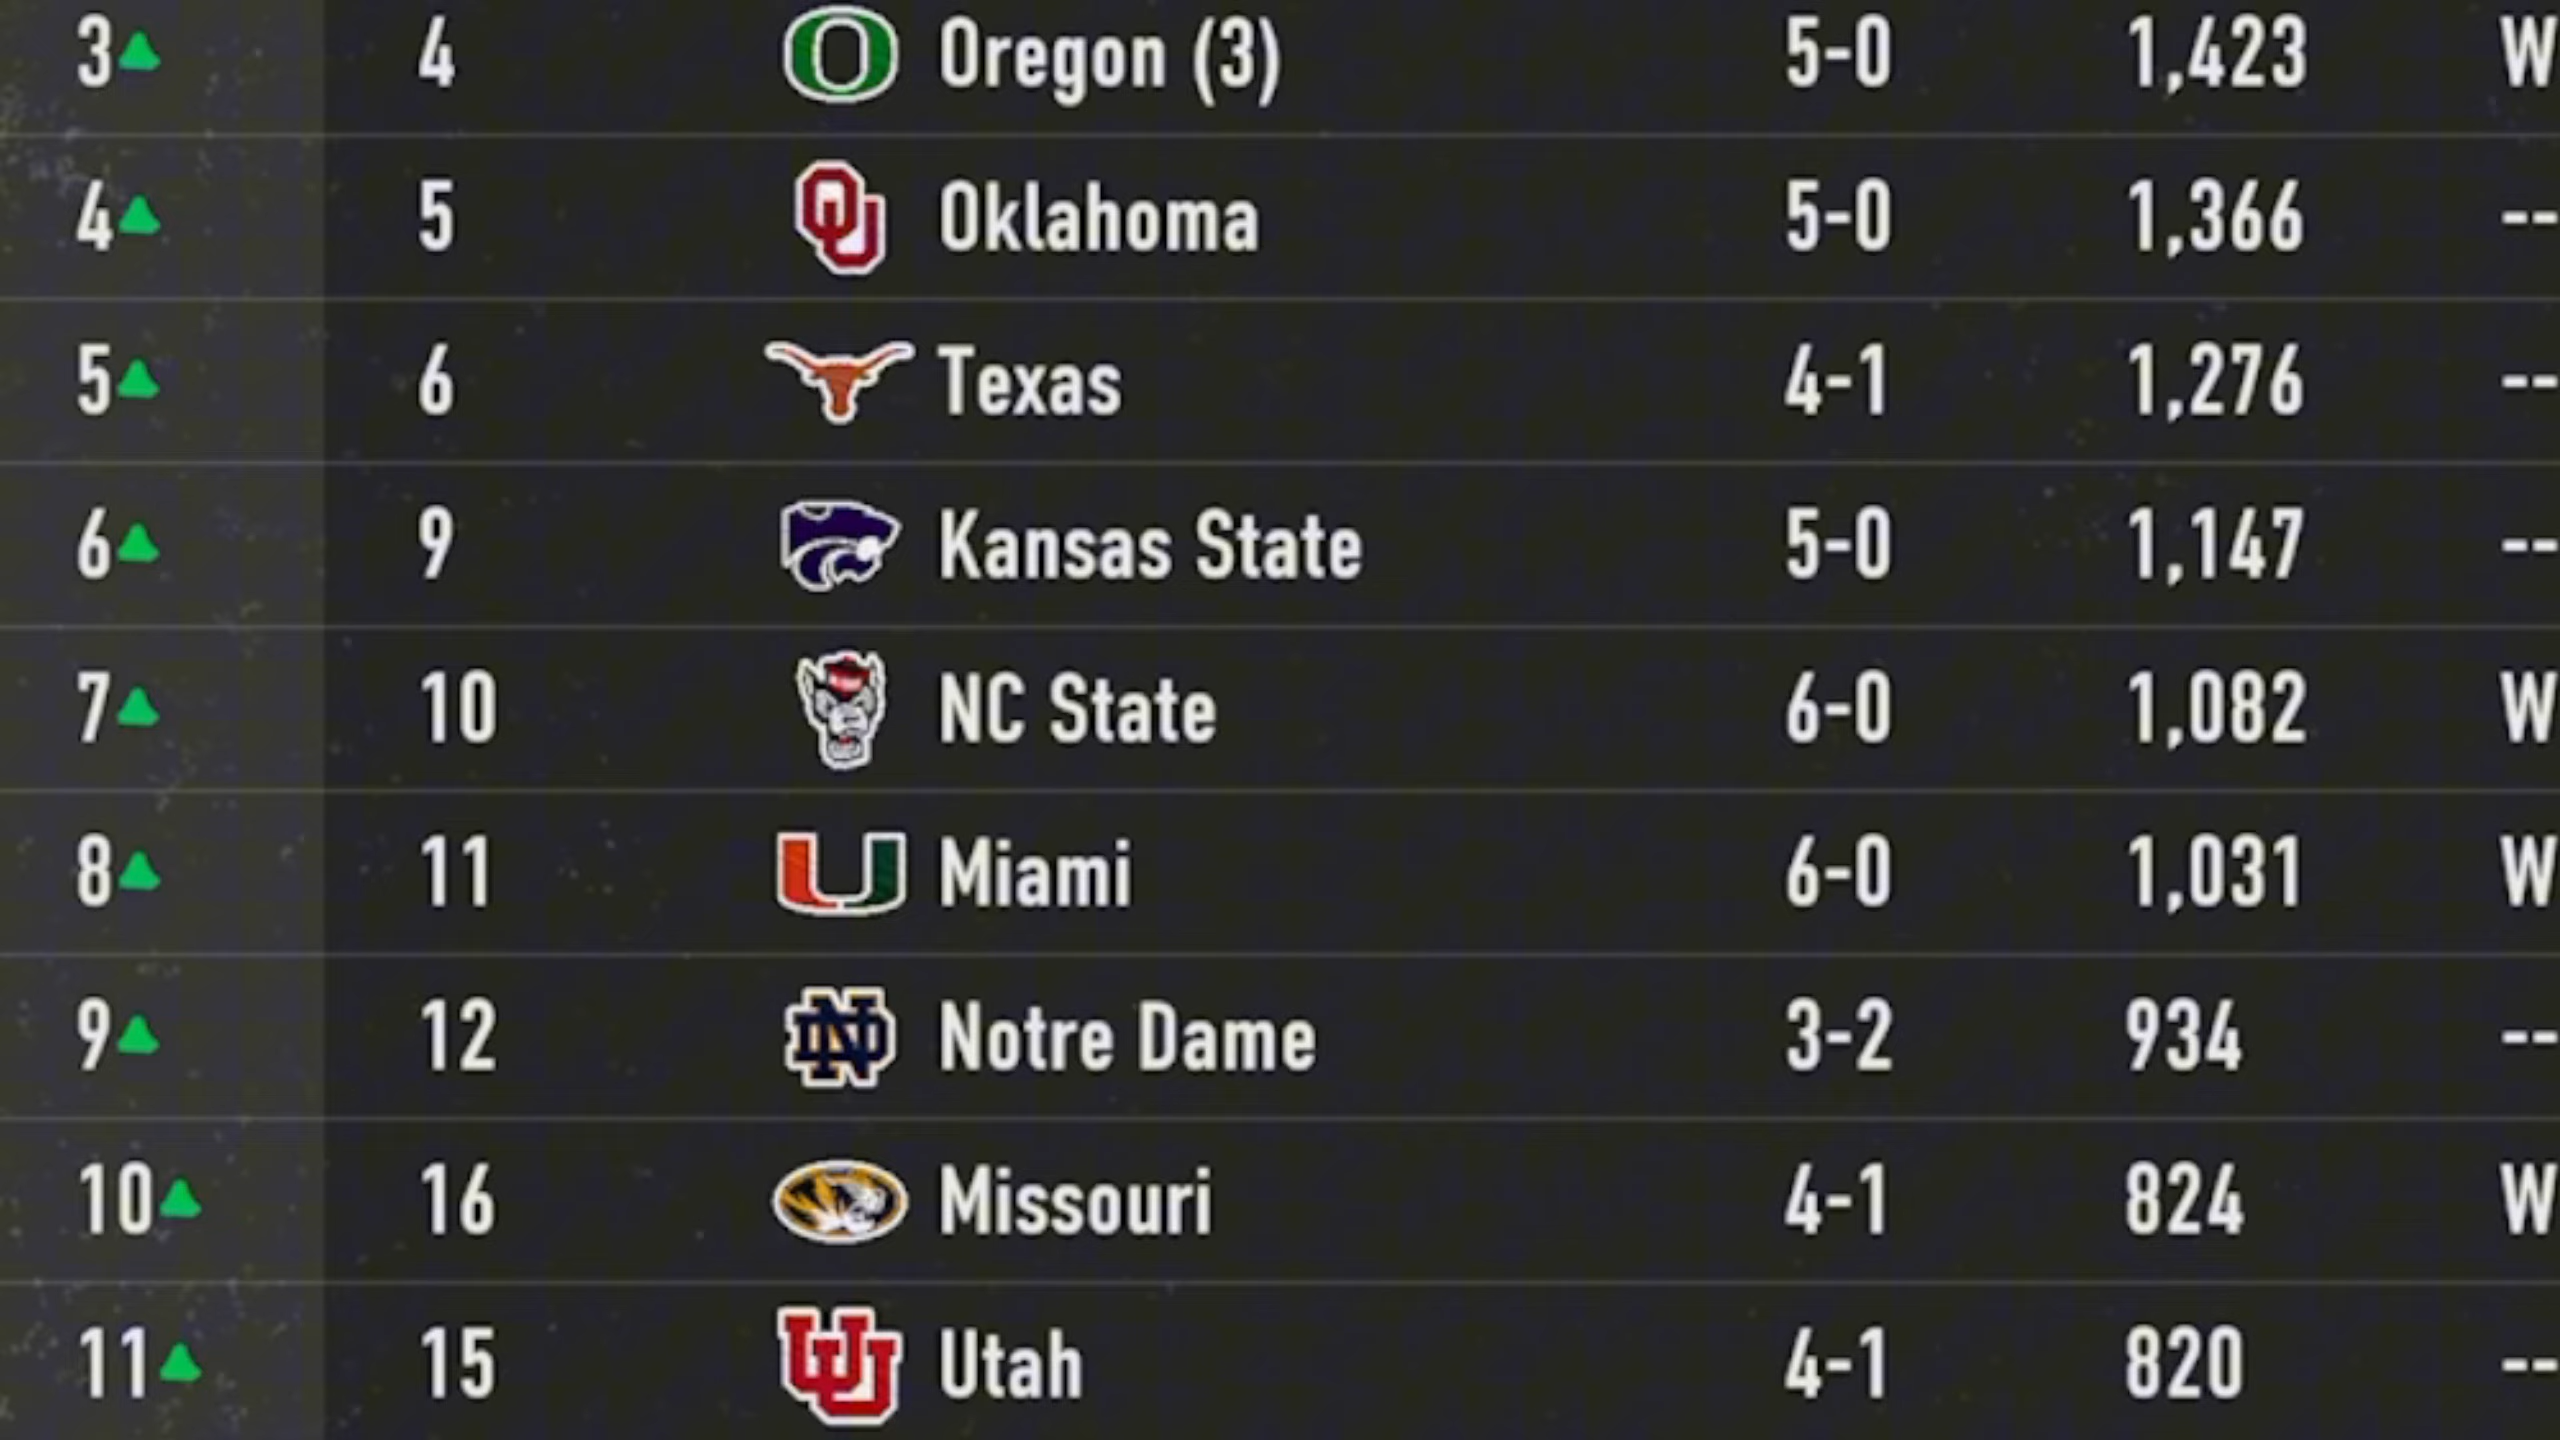 3 4 Oregon (3) 5-0 1,423 W
4 5 Oklahoma 5-0 1,366 --
5 6 Texas 4-1 1,276 --
6 9 Kansas State 5-0 1,147 --
7 10 NC State 6-0 1,082 W
8 11 Miami 6-0 1,031 W
9 12 Notre Dame 3-2 934 --
10 16 Missouri 4-1 824 W
11 15 Utah 4-1 820 --